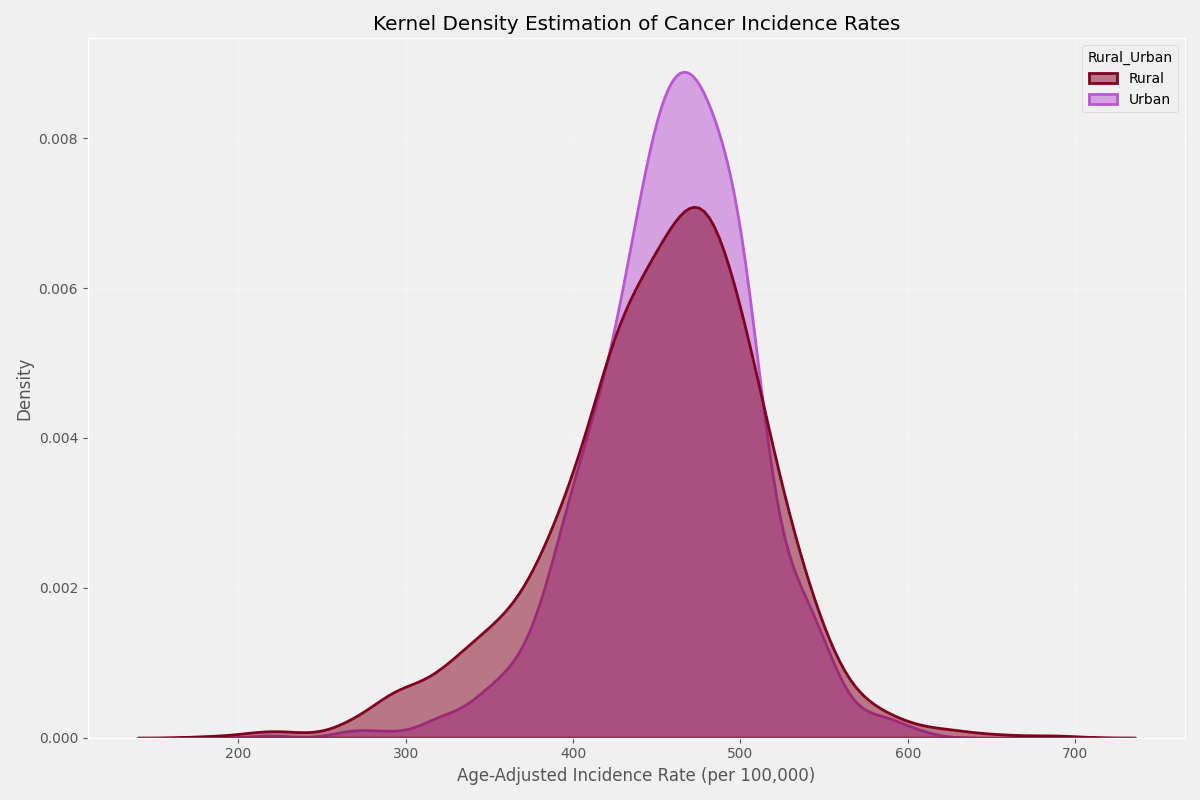 Kernel Density Estimation of Cancer Incidence Rates
Rural_Urban
Rural
Urban
Density
0.008
0.006
0.004
0.002
0.000
200 300 400 500 600 700
Age-Adjusted Incidence Rate (per 100,000)